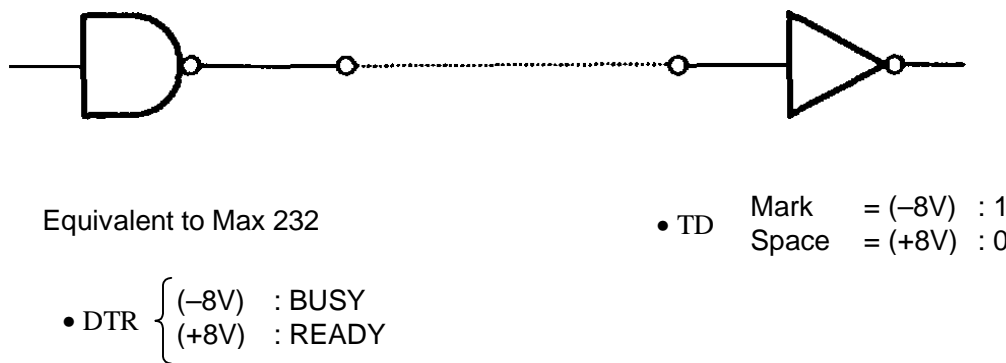 Equivalent to Max 232
• TD Mark = (–8V) : 1
Space = (+8V) : 0
• DTR (–8V) : BUSY
(+8V) : READY